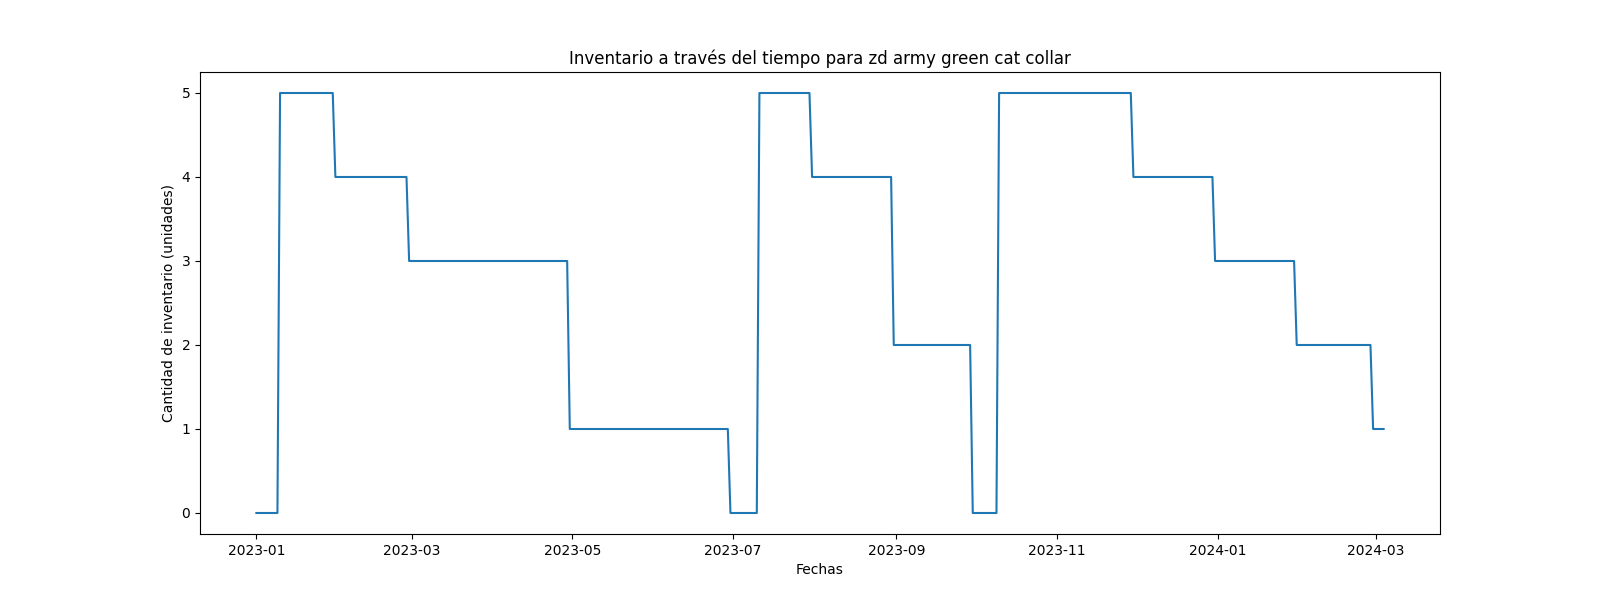 Inventario a través del tiempo para zd army green cat collar
Cantidad de inventario (unidades)
5
4
3
2
1
0
2023-01 2023-03 2023-05 2023-07 2023-09 2023-11 2024-01 2024-03
Fechas